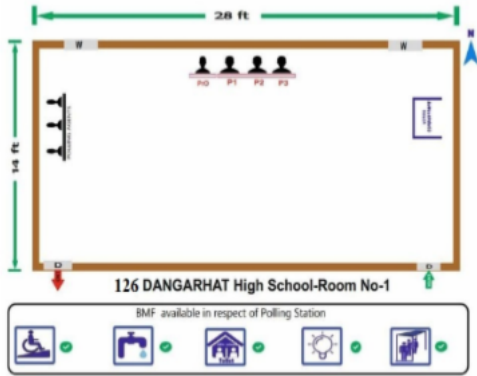 28 ft
W
W
N
P/O P1 P2 P3
14 ft
D
D
126 DANGARHAT High School-Room No-1
BMF available in respect of Polling Station
Toilet